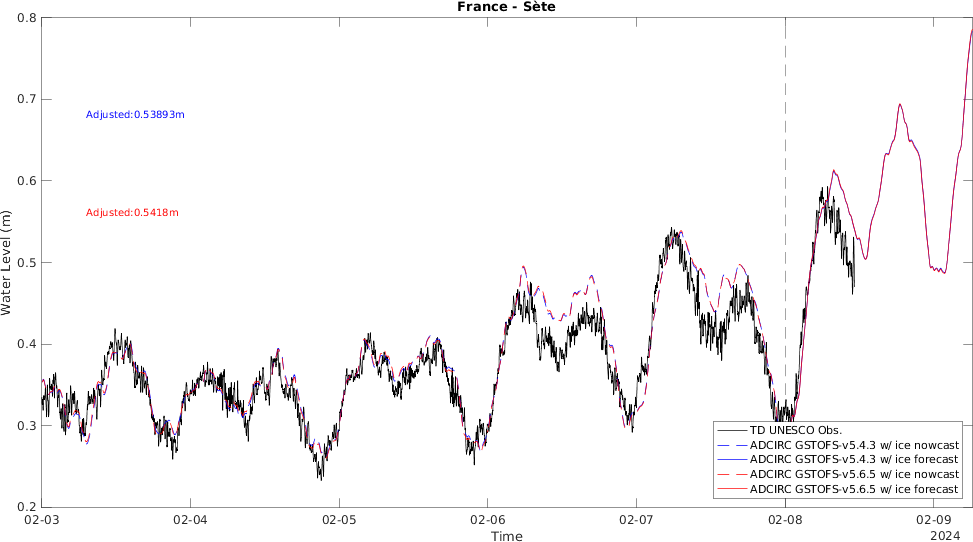 France - Sète
0.8
0.7
0.6
0.5
0.4
0.3
0.2
Water Level (m)
Adjusted:0.53893m
Adjusted:0.5418m
TD UNESCO Obs.
ADCIRC GSTOFS-v5.4.3 w/ ice nowcast
ADCIRC GSTOFS-v5.4.3 w/ ice forecast
ADCIRC GSTOFS-v5.6.5 w/ ice nowcast
ADCIRC GSTOFS-v5.6.5 w/ ice forecast
02-03 02-04 02-05 02-06 02-07 02-08 02-09
Time
2024